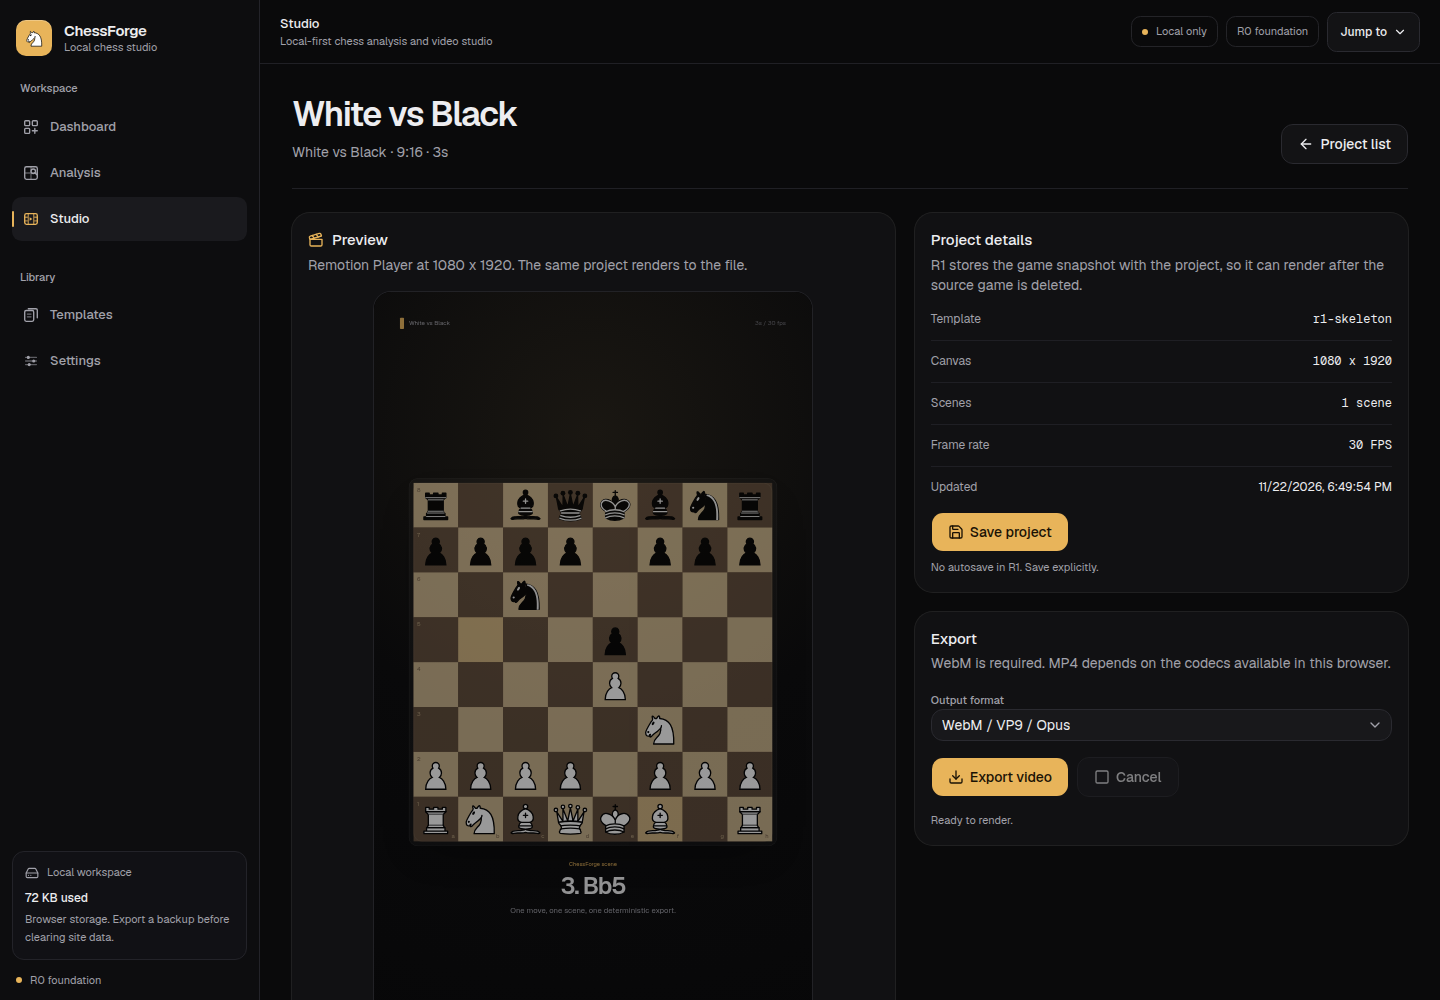 ChessForge
Local chess studio
Workspace
Dashboard
Analysis
Studio
Library
Templates
Settings
Local workspace
72 KB used
Browser storage. Export a backup before
clearing site data.
R0 foundation
Studio
Local-first chess analysis and video studio
Local only
R0 foundation
Jump to
White vs Black
White vs Black · 9:16 · 3s
Project list
Preview
Remotion Player at 1080 x 1920. The same project renders to the file.
White vs Black
3s / 30 fps
ChessForge scene
3. Bb5
One move, one scene, one deterministic export.
Project details
R1 stores the game snapshot with the project, so it can render after the
source game is deleted.
Template r1-skeleton
Canvas 1080 x 1920
Scenes 1 scene
Frame rate 30 FPS
Updated 11/22/2026, 6:49:54 PM
Save project
No autosave in R1. Save explicitly.
Export
WebM is required. MP4 depends on the codecs available in this browser.
Output format
WebM / VP9 / Opus
Export video
Cancel
Ready to render.